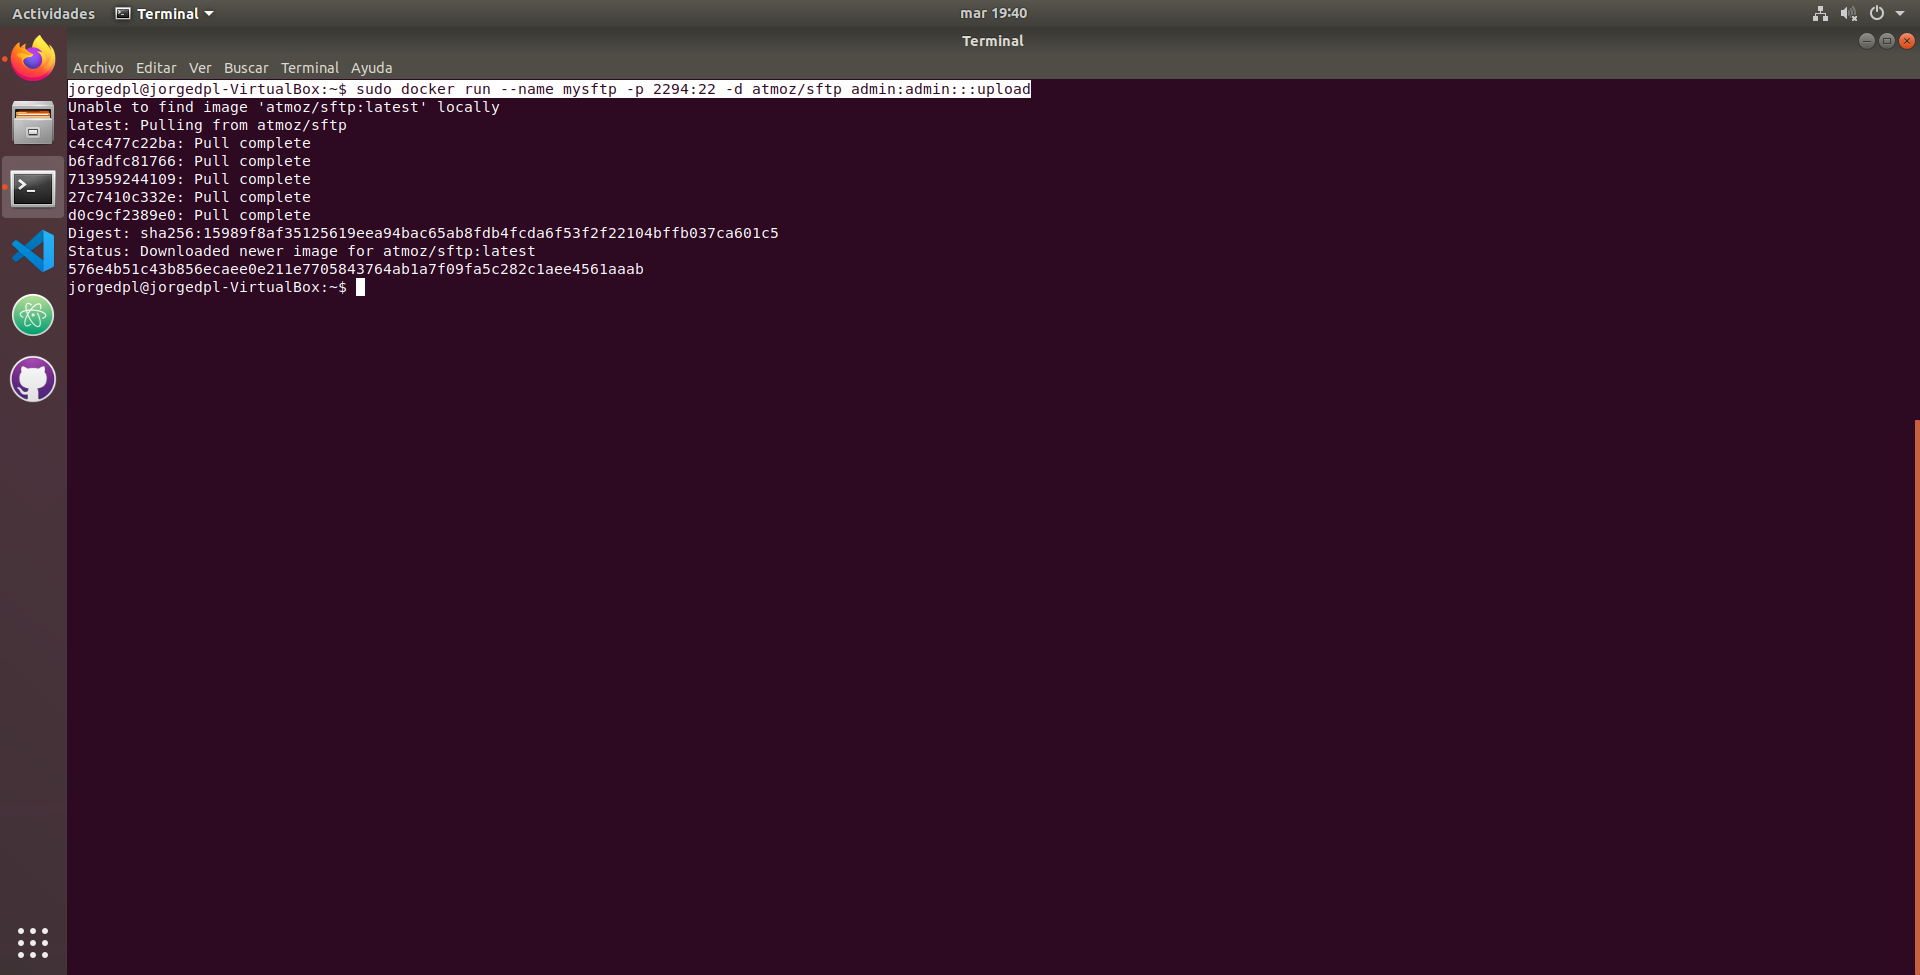 Actividades Terminal mar 19:40
Terminal
Archivo Editar Ver Buscar Terminal Ayuda
jorgedpl@jorgedpl-VirtualBox:~$ sudo docker run --name mysftp -p 2294:22 -d atmoz/sftp admin:admin:::upload
Unable to find image 'atmoz/sftp:latest' locally
latest: Pulling from atmoz/sftp
c4cc477c22ba: Pull complete
b6fadfc81766: Pull complete
713959244109: Pull complete
27c7410c332e: Pull complete
d0c9cf2389e0: Pull complete
Digest: sha256:15989f8af35125619eea94bac65ab8fdb4fcda6f53f2f22104bffb037ca601c5
Status: Downloaded newer image for atmoz/sftp:latest
576e4b51c43b856ecaee0e211e7705843764ab1a7f09fa5c282c1aee4561aaab
jorgedpl@jorgedpl-VirtualBox:~$